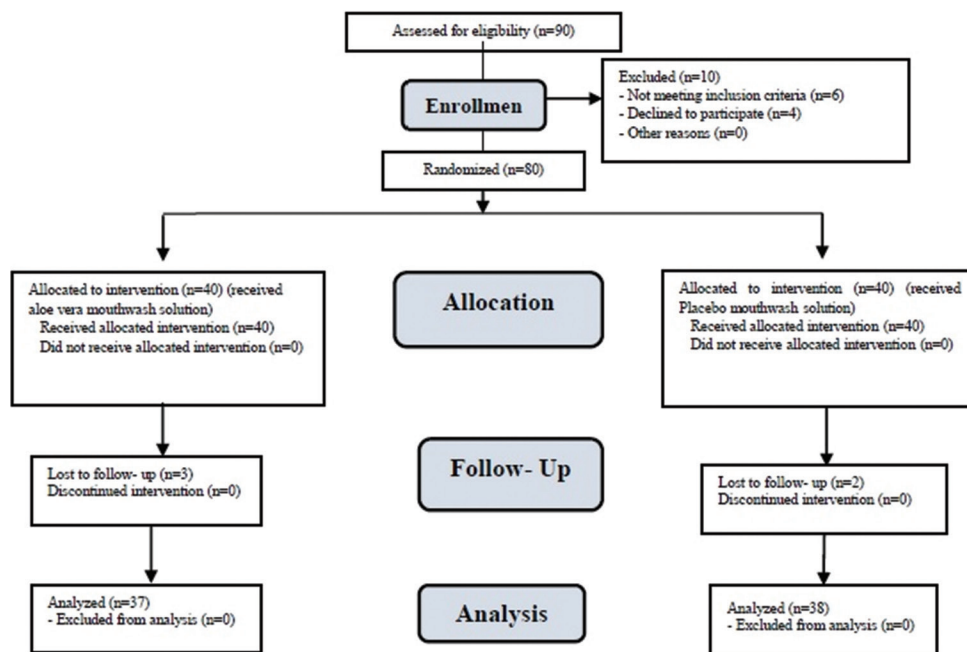 Assessed for eligibility (n=90)
Excluded (n=10)
- Not meeting inclusion criteria (n=6)
- Declined to participate (n=4)
- Other reasons (n=0)
Enrollmen
Randomized (n=80)
Allocated to intervention (n=40) (received
aloe vera mouthwash solution)
Received allocated intervention (n=40)
Did not receive allocated intervention (n=0)
Allocation
Allocated to intervention (n=40) (received
Placebo mouthwash solution)
Received allocated intervention (n=40)
Did not receive allocated intervention (n=0)
Lost to follow- up (n=3)
Discontinued intervention (n=0)
Follow- Up
Lost to follow- up (n=2)
Discontinued intervention (n=0)
Analyzed (n=37)
- Excluded from analysis (n=0)
Analysis
Analyzed (n=38)
- Excluded from analysis (n=0)